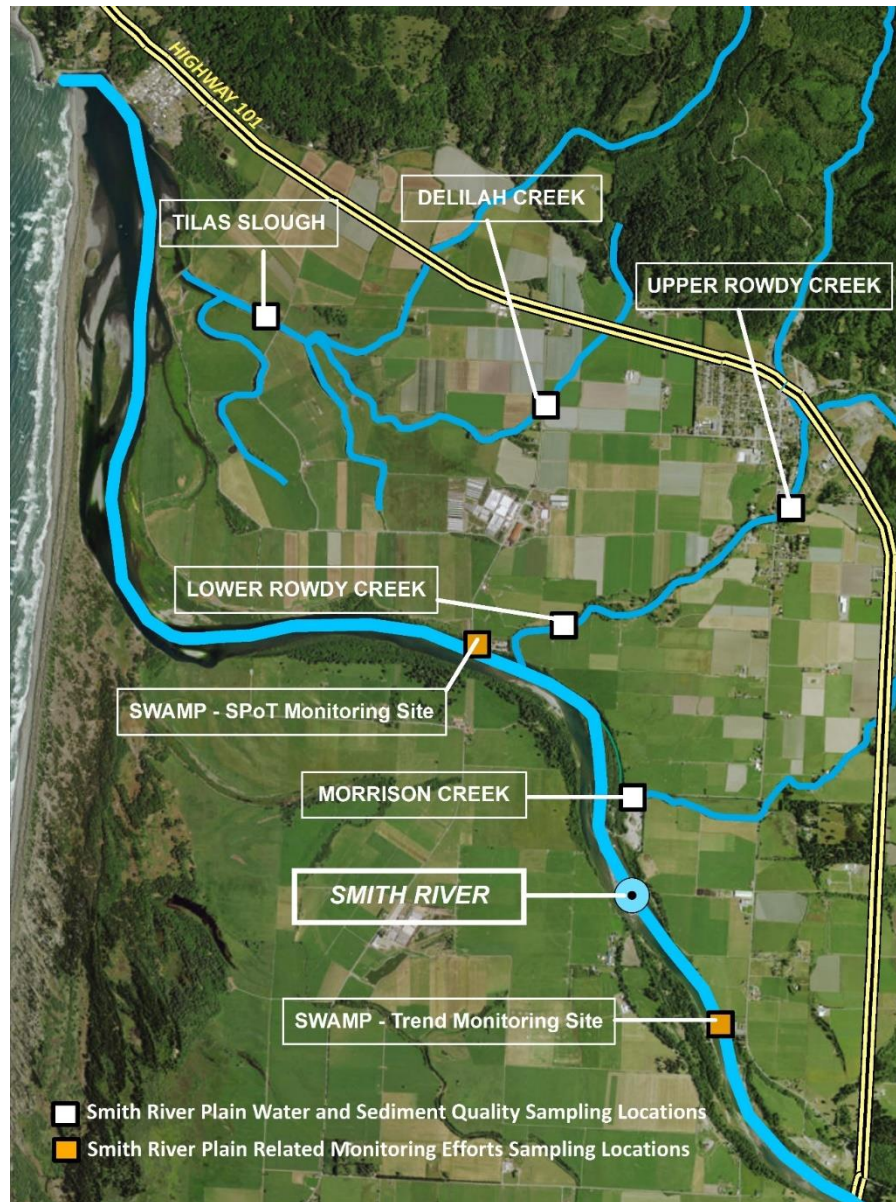 HIGHWAY 101
DELILAH CREEK
TILAS SLOUGH
UPPER ROWDY CREEK
LOWER ROWDY CREEK
SWAMP - SPoT Monitoring Site
MORRISON CREEK
SMITH RIVER
SWAMP - Trend Monitoring Site
Smith River Plain Water and Sediment Quality Sampling Locations
Smith River Plain Related Monitoring Efforts Sampling Locations